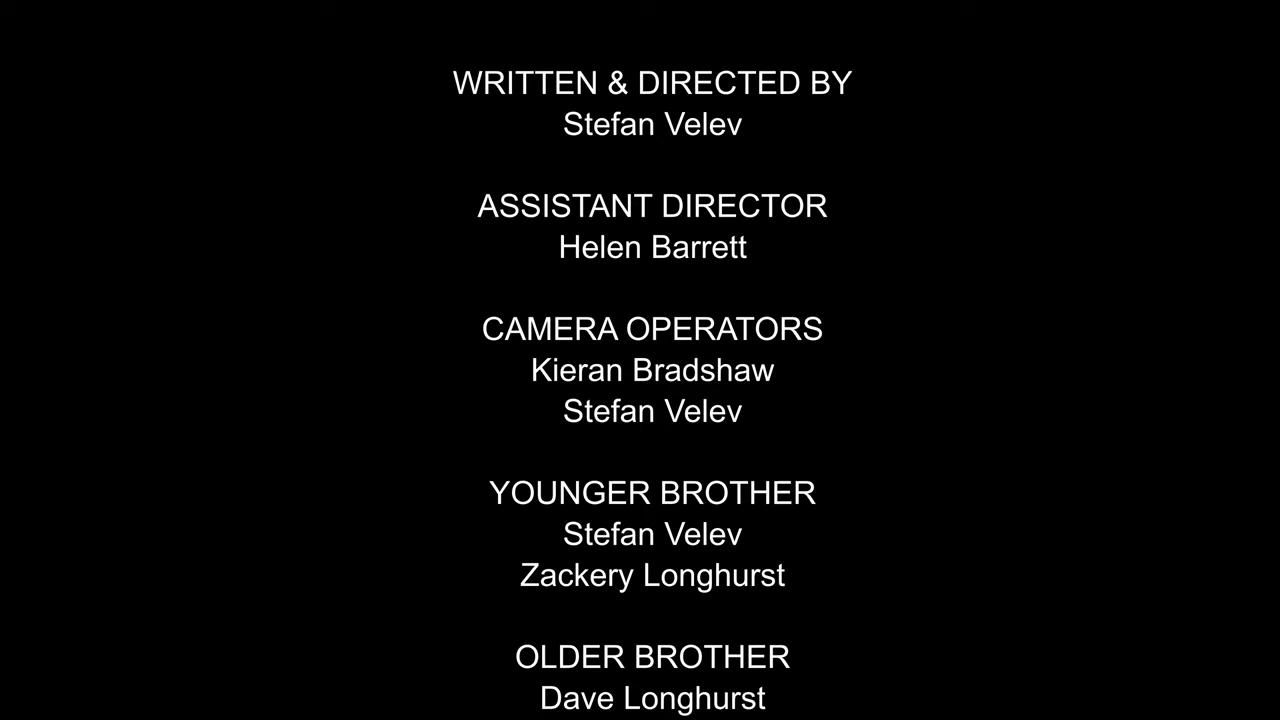 WRITTEN & DIRECTED BY
Stefan Velev
ASSISTANT DIRECTOR
Helen Barrett
CAMERA OPERATORS
Kieran Bradshaw
Stefan Velev
YOUNGER BROTHER
Stefan Velev
Zackery Longhurst
OLDER BROTHER
Dave Longhurst